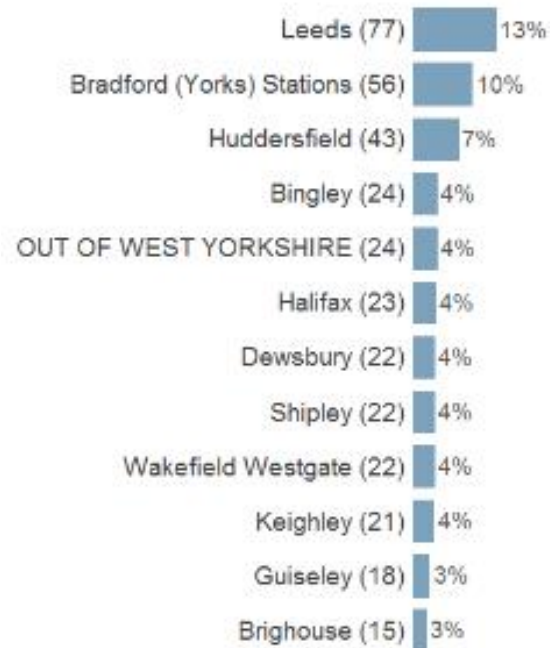 Leeds (77) 13%
Bradford (Yorks) Stations (56) 10%
Huddersfield (43) 7%
Bingley (24) 4%
OUT OF WEST YORKSHIRE (24) 4%
Halifax (23) 4%
Dewsbury (22) 4%
Shipley (22) 4%
Wakefield Westgate (22) 4%
Keighley (21) 4%
Guiseley (18) 3%
Brighouse (15) 3%